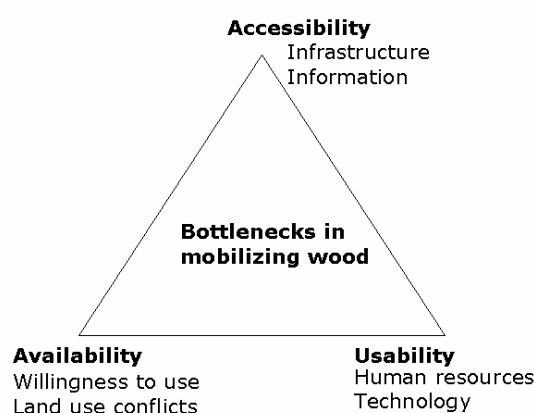 Accessibility
Infrastructure
Information
Bottlenecks in
mobilizing wood
Availability
Willingness to use
Land use conflicts
Usability
Human resources
Technology